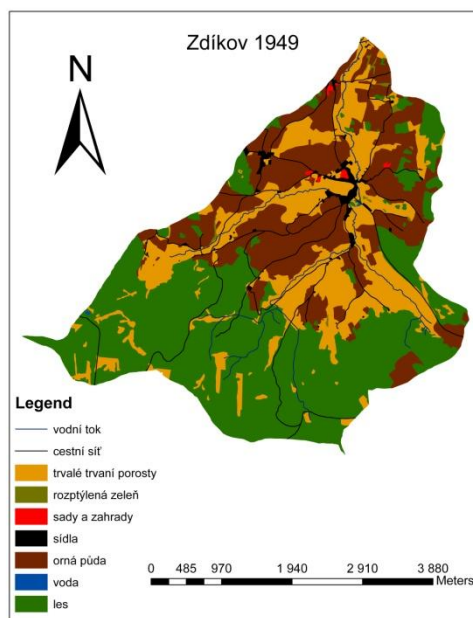 Zdíkov 1949
N
Legend
vodní tok
cestní síť
trvalé trvaní porosty
rozptýlená zeleň
sady a zahrady
sídla
orná půda
voda
les
0 485 970 1 940 2 910 3 880
Meters